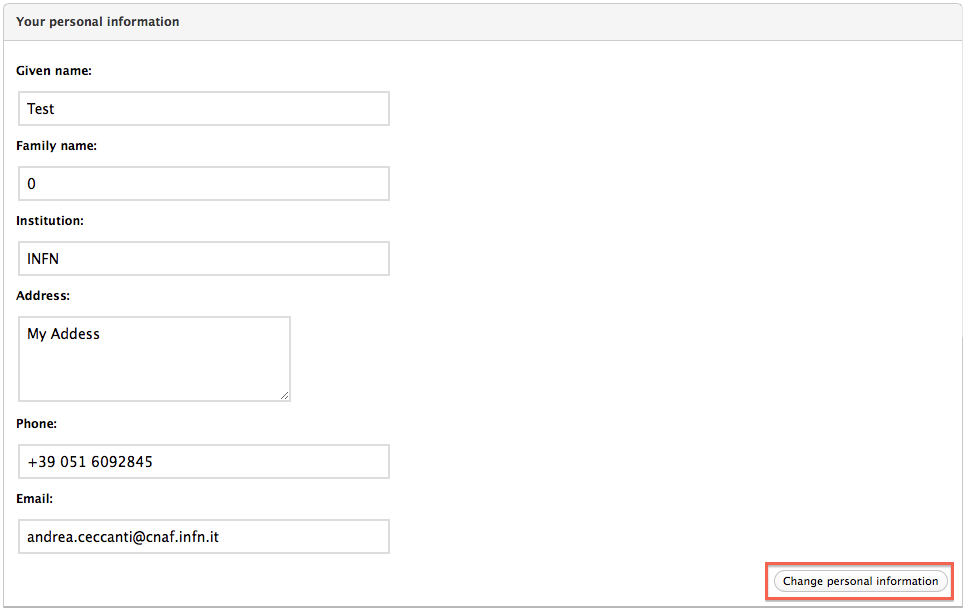 Your personal information
Given name:
Test
Family name:
0
Institution:
INFN
Address:
My Addess
Phone:
+39 051 6092845
Email:
andrea.ceccanti@cnaf.infn.it
Change personal information